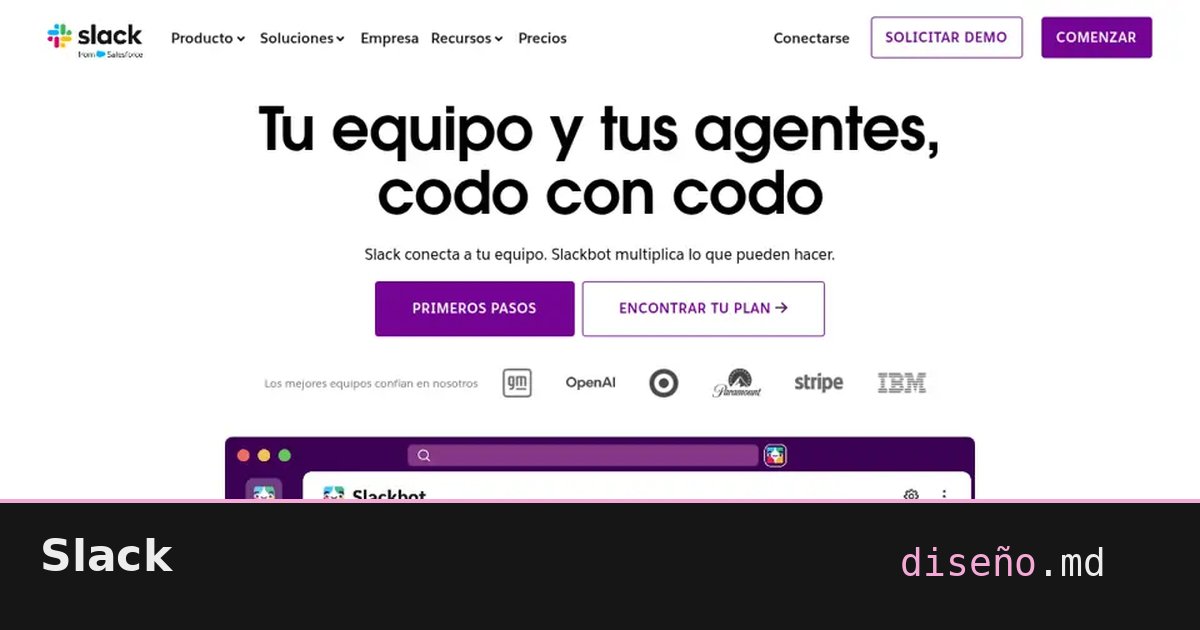 slack
from Salesforce
Producto Soluciones Empresa Recursos Precios Conectarse SOLICITAR DEMO COMENZAR
Tu equipo y tus agentes,
codo con codo
Slack conecta a tu equipo. Slackbot multiplica lo que pueden hacer.
PRIMEROS PASOS ENCONTRAR TU PLAN →
Los mejores equipos confían en nosotros gm OpenAI Paramount stripe IBM
Slackbot
Slack diseño.md